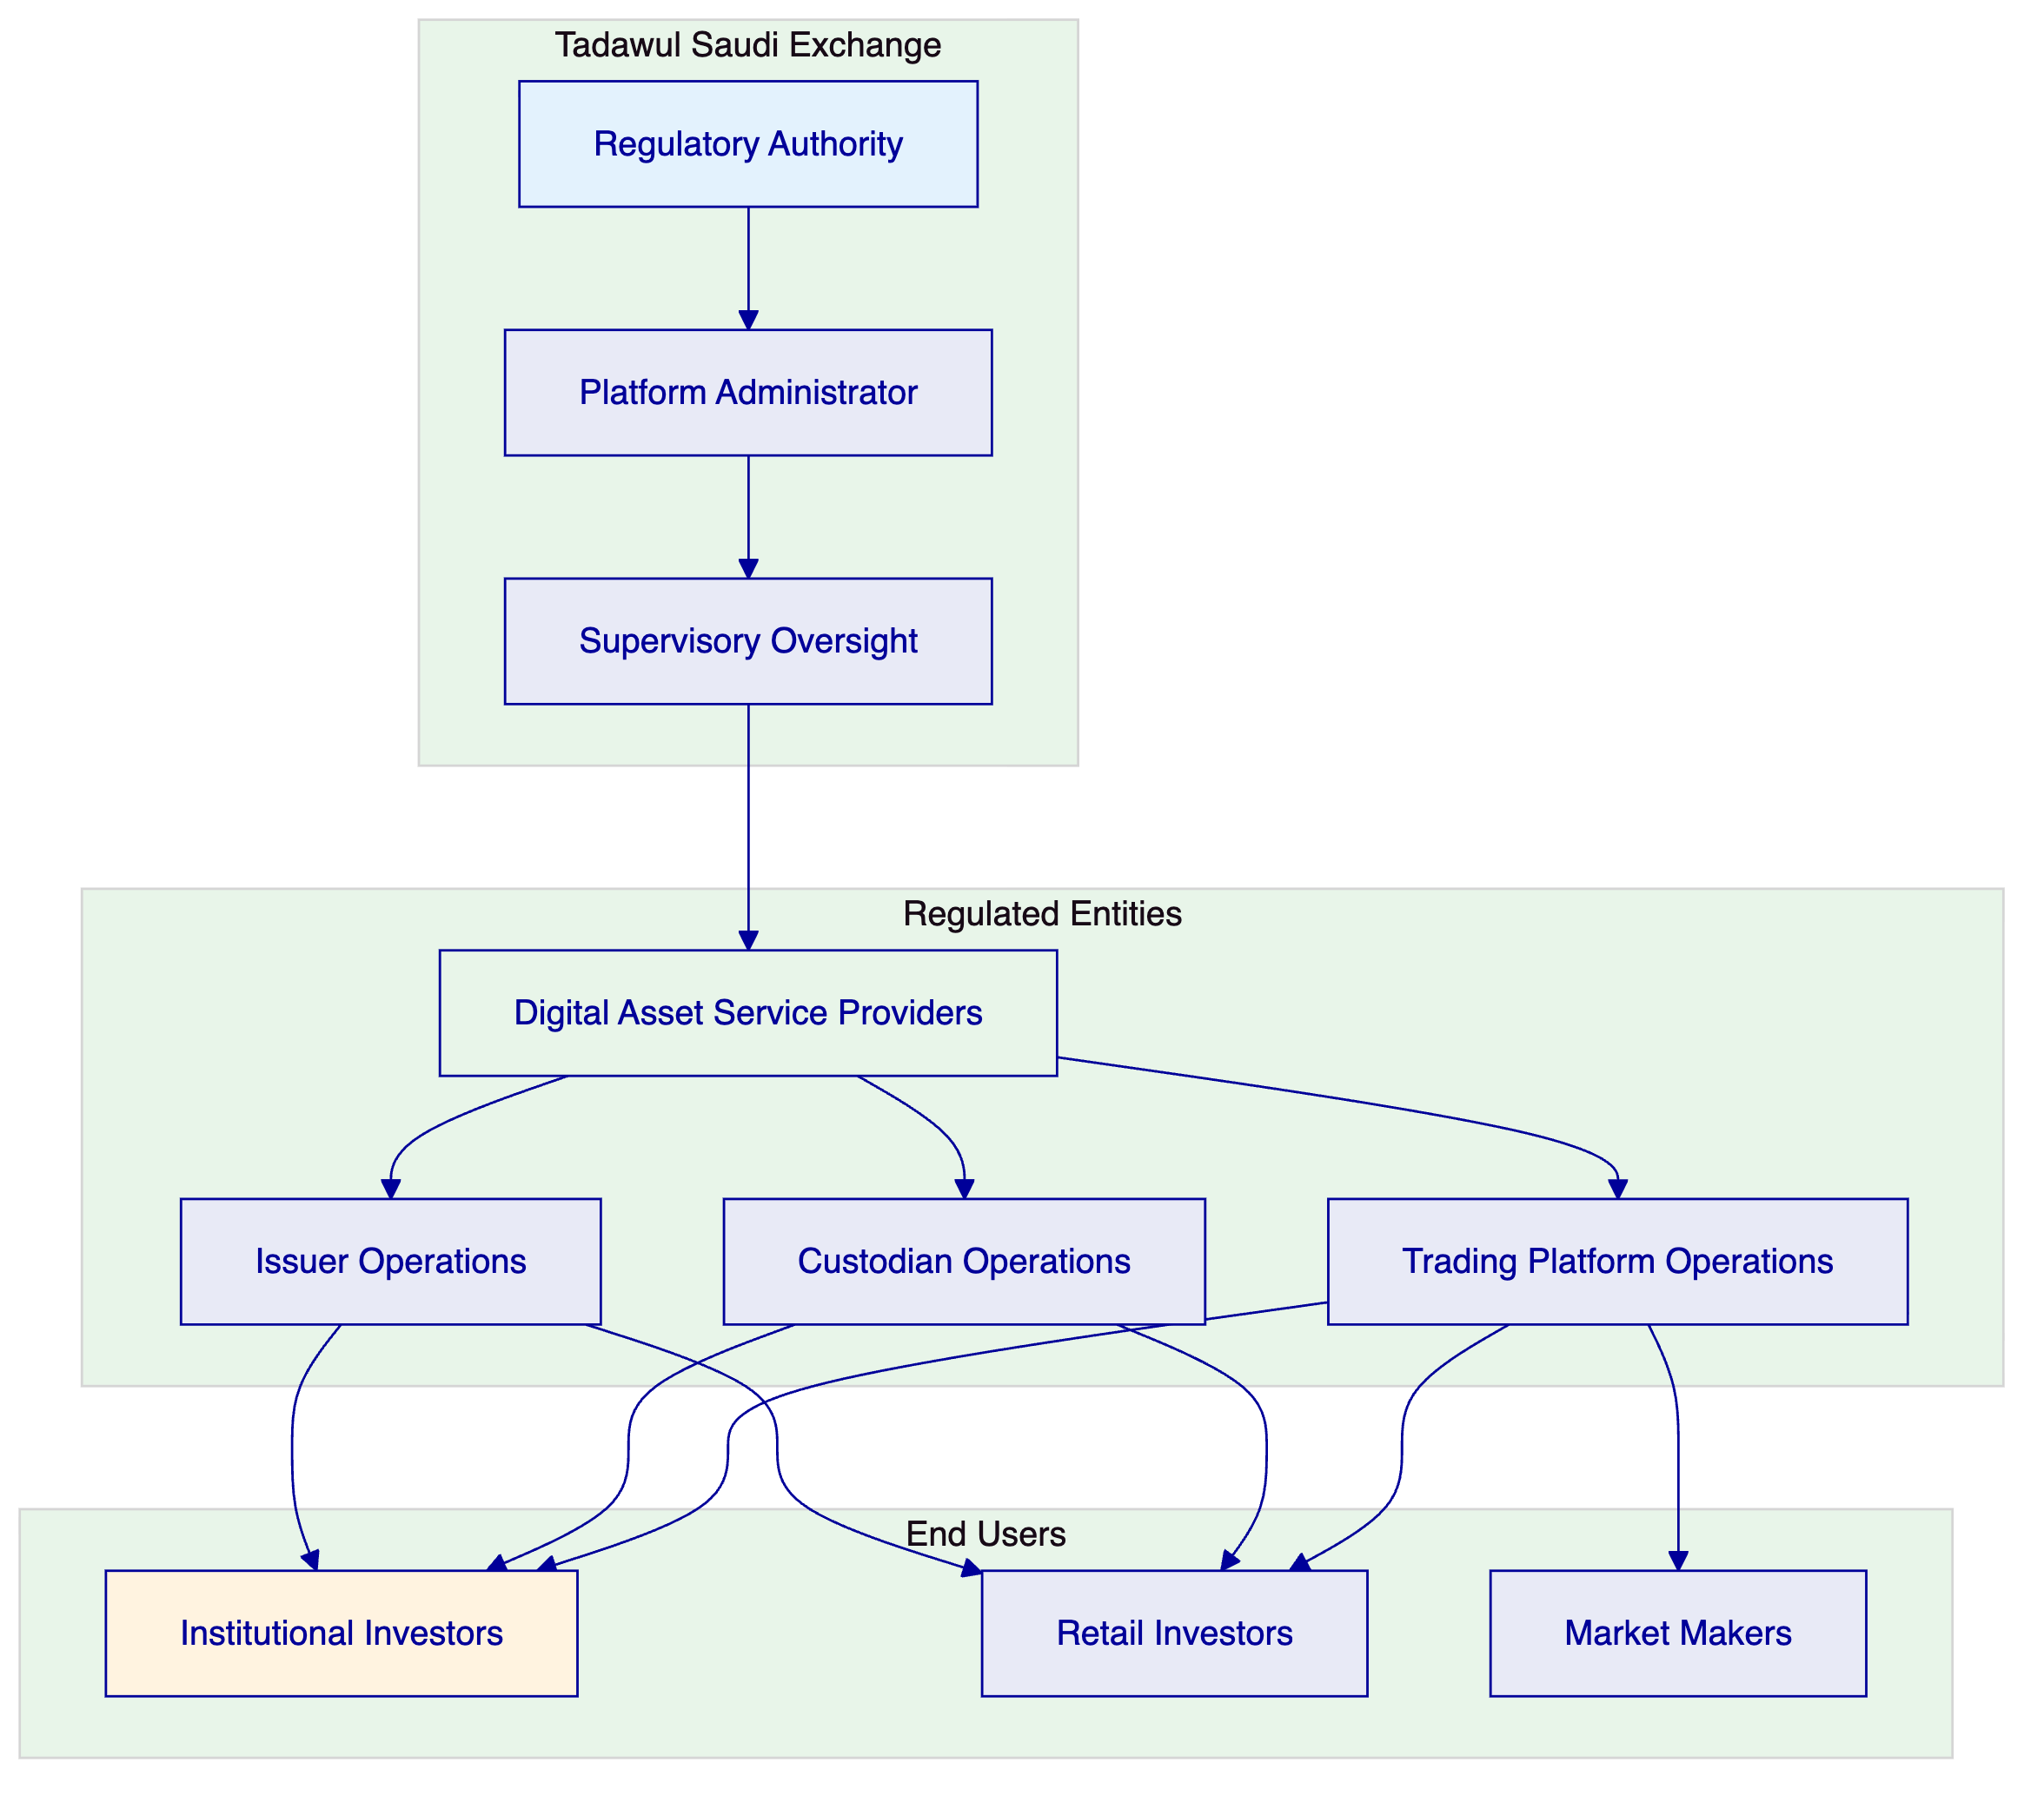 Tadawul Saudi Exchange
Regulatory Authority
Platform Administrator
Supervisory Oversight
Regulated Entities
Digital Asset Service Providers
Issuer Operations
Custodian Operations
Trading Platform Operations
End Users
Institutional Investors
Retail Investors
Market Makers